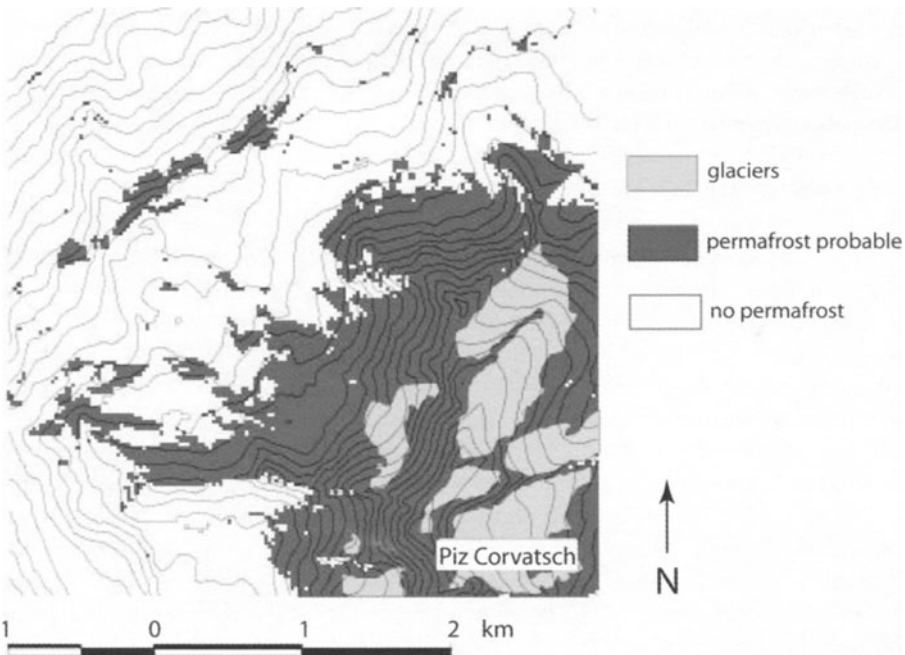 glaciers
permafrost probable
no permafrost
Piz Corvatsch
N
1 0 1 2 km